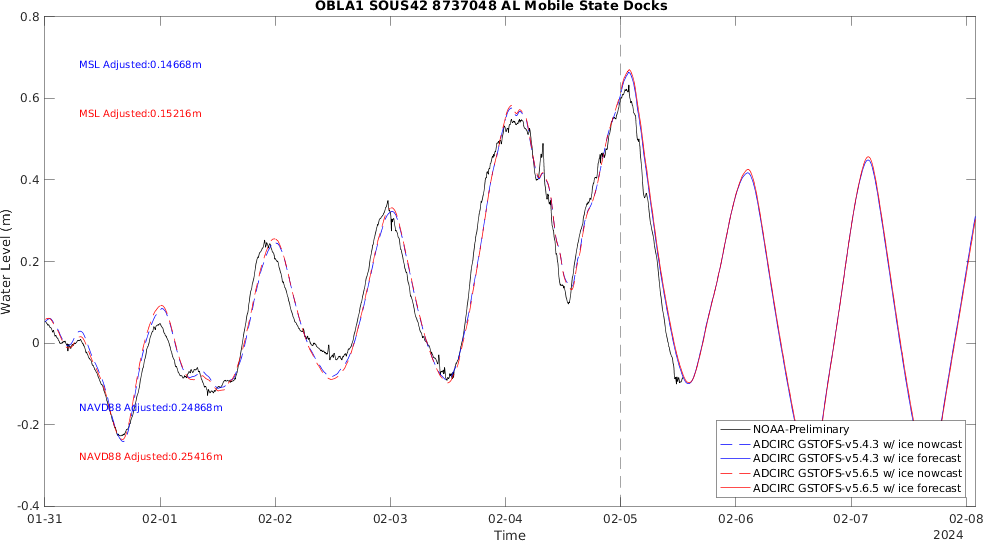 OBLA1 SOUS42 8737048 AL Mobile State Docks
0.8
0.6
0.4
0.2
0
-0.2
-0.4
Water Level (m)
MSL Adjusted:0.14668m
MSL Adjusted:0.15216m
NAVD88 Adjusted:0.24868m
NAVD88 Adjusted:0.25416m
NOAA-Preliminary
ADCIRC GSTOFS-v5.4.3 w/ ice nowcast
ADCIRC GSTOFS-v5.4.3 w/ ice forecast
ADCIRC GSTOFS-v5.6.5 w/ ice nowcast
ADCIRC GSTOFS-v5.6.5 w/ ice forecast
01-31 02-01 02-02 02-03 02-04 02-05 02-06 02-07 02-08
Time
2024